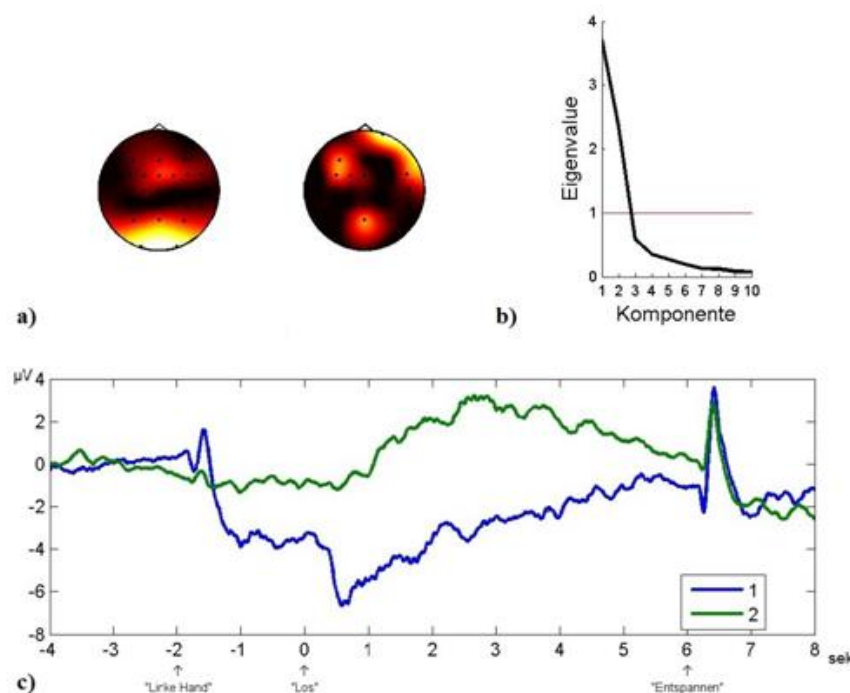 a)
b)
Eigenvalue
4
3
2
1
0
1 2 3 4 5 6 7 8 9 10
Komponente
µV
4
2
0
-2
-4
-6
-8
-4 -3 -2 -1 0 1 2 3 4 5 6 7 8 sek
1
2
c)
"Linke Hand" "Los" "Entspannen"